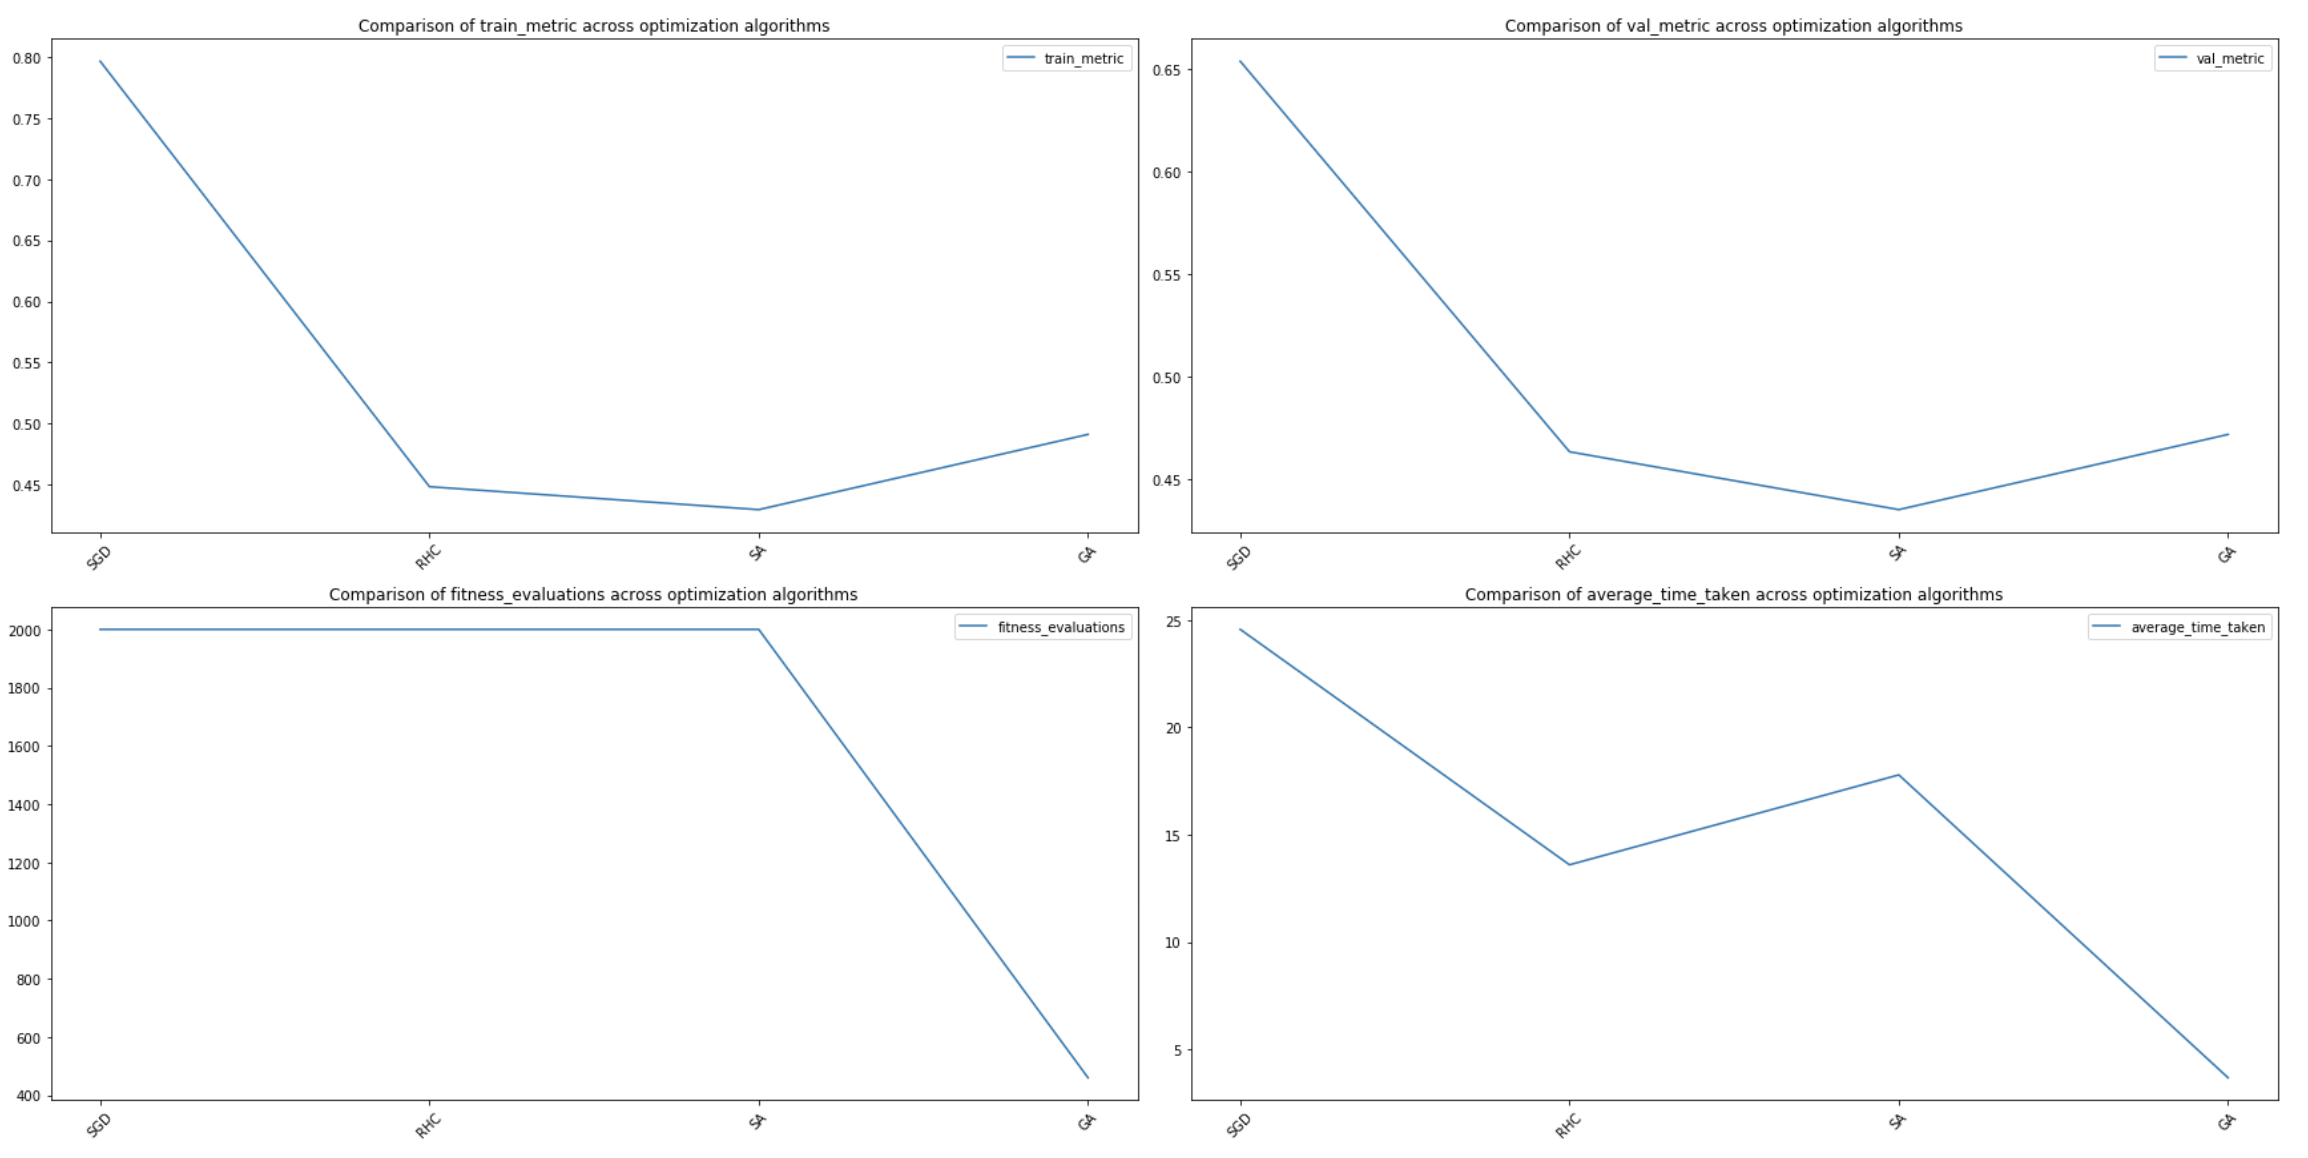 Comparison of train_metric across optimization algorithms
train_metric
0.80
0.75
0.70
0.65
0.60
0.55
0.50
0.45
SGD
RHC
SA
GA
Comparison of val_metric across optimization algorithms
val_metric
0.65
0.60
0.55
0.50
0.45
SGD
RHC
SA
GA
Comparison of fitness_evaluations across optimization algorithms
fitness_evaluations
2000
1800
1600
1400
1200
1000
800
600
400
SGD
RHC
SA
GA
Comparison of average_time_taken across optimization algorithms
average_time_taken
25
20
15
10
5
SGD
RHC
SA
GA